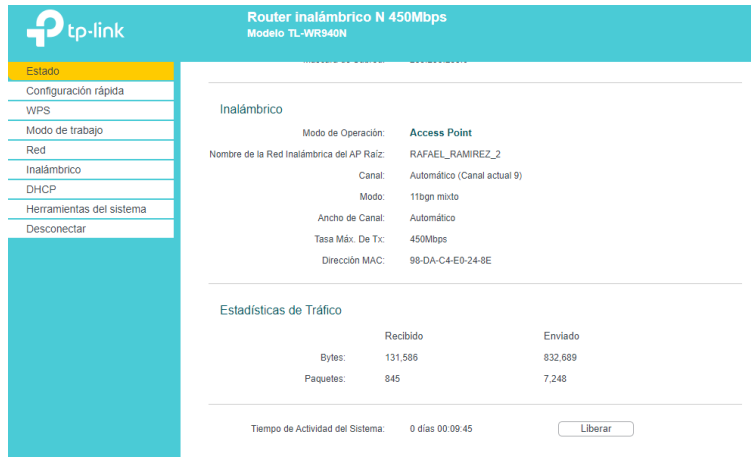 tp-link
Router inalámbrico N 450Mbps
Modelo TL-WR940N
Estado
Configuración rápida
WPS
Modo de trabajo
Red
Inalámbrico
DHCP
Herramientas del sistema
Desconectar
Inalámbrico
Modo de Operación: Access Point
Nombre de la Red Inalámbrica del AP Raíz: RAFAEL_RAMIREZ_2
Canal: Automático (Canal actual 9)
Modo: 11bgn mixto
Ancho de Canal: Automático
Tasa Máx. De Tx: 450Mbps
Dirección MAC: 98-DA-C4-E0-24-8E
Estadísticas de Tráfico
Recibido Enviado
Bytes: 131,586 832,689
Paquetes: 845 7,248
Tiempo de Actividad del Sistema: 0 días 00:09:45 Liberar